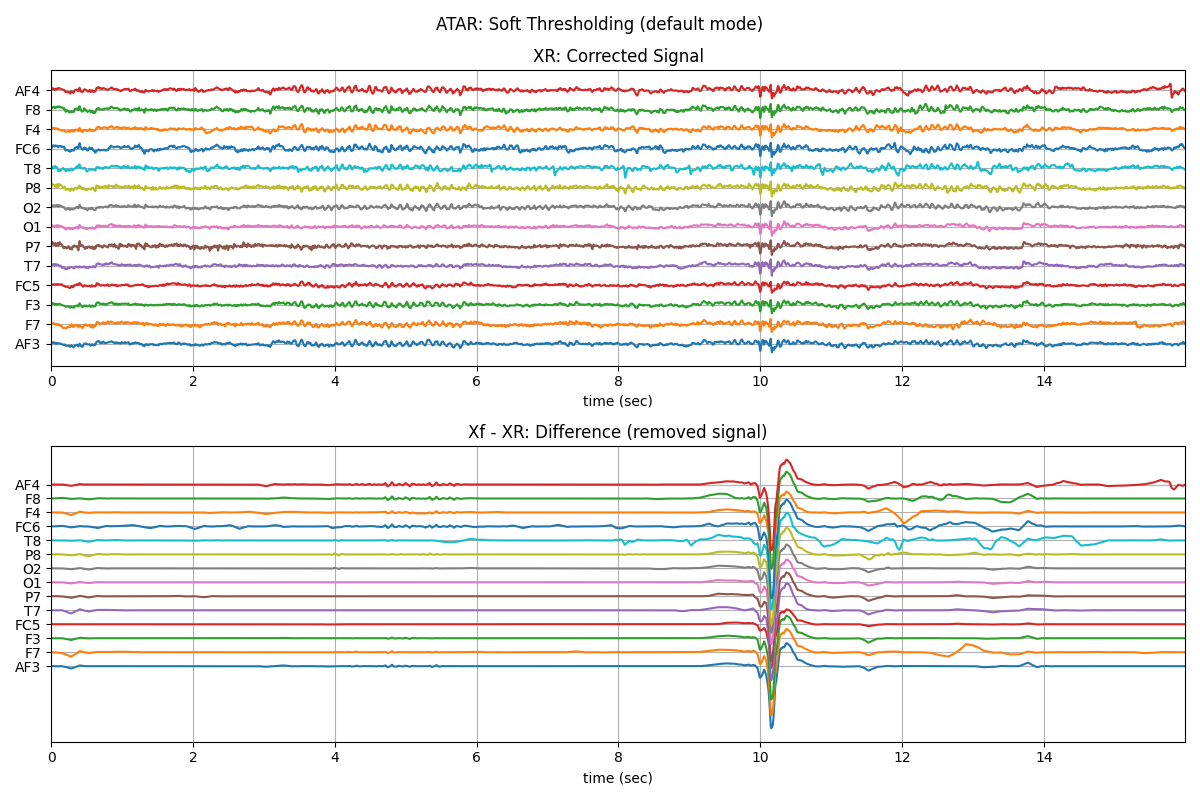 ATAR: Soft Thresholding (default mode)
XR: Corrected Signal
AF4
F8
F4
FC6
T8
P8
O2
O1
P7
T7
FC5
F3
F7
AF3
0 2 4 6 8 10 12 14
time (sec)
Xf - XR: Difference (removed signal)
AF4
F8
F4
FC6
T8
P8
O2
O1
P7
T7
FC5
F3
F7
AF3
0 2 4 6 8 10 12 14
time (sec)